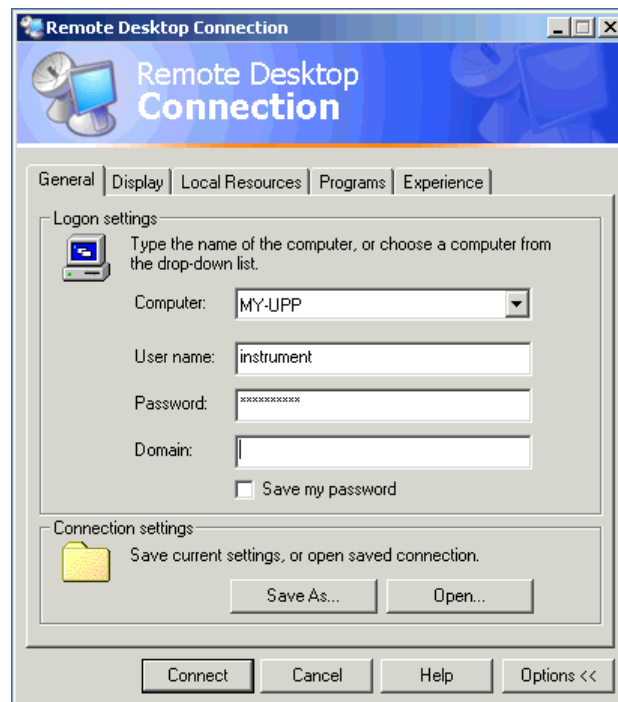 Remote Desktop Connection
Remote Desktop
Connection
General Display Local Resources Programs Experience
Logon settings
Type the name of the computer, or choose a computer from
the drop-down list.
Computer: MY-UPP
User name: instrument
Password: **********
Domain:
Save my password
Connection settings
Save current settings, or open saved connection.
Save As... Open...
Connect Cancel Help Options <<